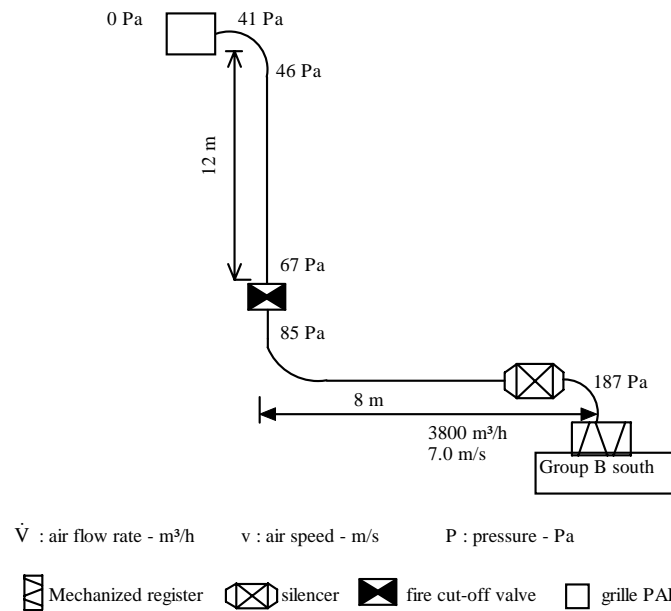 0 Pa
41 Pa
46 Pa
12 m
67 Pa
85 Pa
187 Pa
8 m
3800 m³/h
7.0 m/s
Group B south
V̇ : air flow rate - m³/h v : air speed - m/s P : pressure - Pa
Mechanized register silencer fire cut-off valve grille